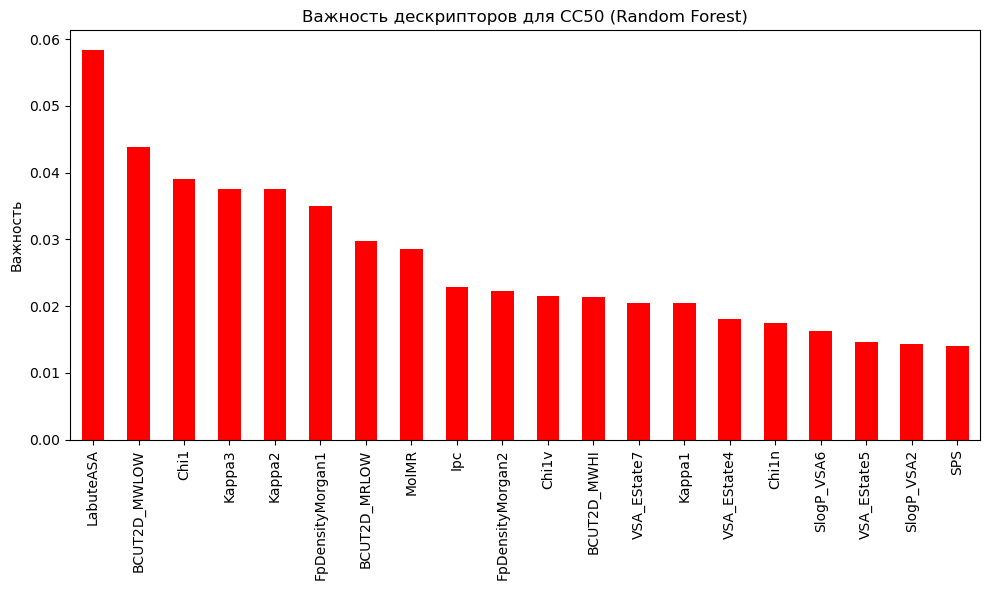 Важность дескрипторов для CC50 (Random Forest)
Важность
0.06
0.05
0.04
0.03
0.02
0.01
0.00
LabuteASA
BCUT2D_MWLOW
Chi1
Kappa3
Kappa2
FpDensityMorgan1
BCUT2D_MRLOW
MolMR
Ipc
FpDensityMorgan2
Chi1v
BCUT2D_MWHI
VSA_EState7
Kappa1
VSA_EState4
Chi1n
SlogP_VSA6
VSA_EState5
SlogP_VSA2
SPS